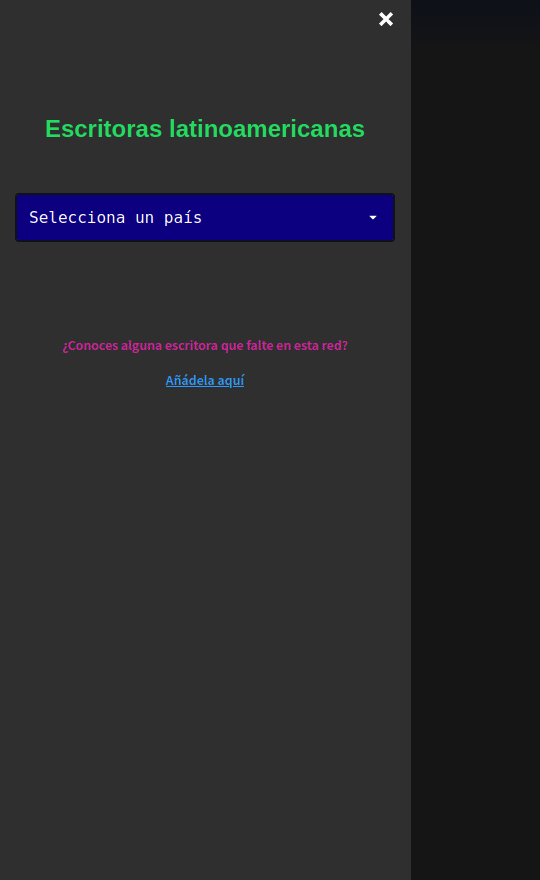 Escritoras latinoamericanas
Selecciona un país
¿Conoces alguna escritora que falte en esta red?
Añádela aquí